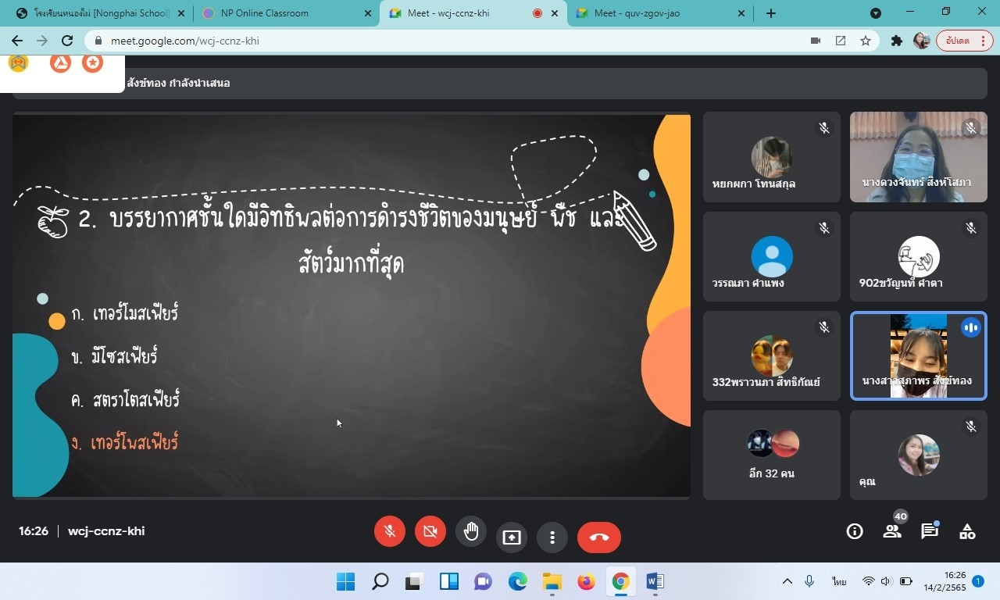 โรงเรียนหนองไผ่ [Nongphai School]
NP Online Classroom
Meet - wcj-ccnz-khi
Meet - quv-zgov-jao
meet.google.com/wcj-ccnz-khi
อัปเดต
สังข์ทอง กำลังนำเสนอ
2. บรรยากาศชั้นใดมีอิทธิพลต่อการดำรงชีวิตของมนุษย์ พืช และ
สัตว์มากที่สุด
ก. เทอร์โมสเฟียร์
ข. มีโซสเฟียร์
ค. สตราโตสเฟียร์
ง. เทอร์โพสเฟียร์
หยกผกา โทนสกุล
นางดวงจันทร์ สิงห์โสภา
วรรณภา คำแพง
902ขวัญนที คำตา
332พราวนภา สิทธิกัณย์
นางสาวสุภาพร สังข์ทอง
อีก 32 คน
คุณ
16:26
wcj-ccnz-khi
40
ไทย
16:26
14/2/2565
1